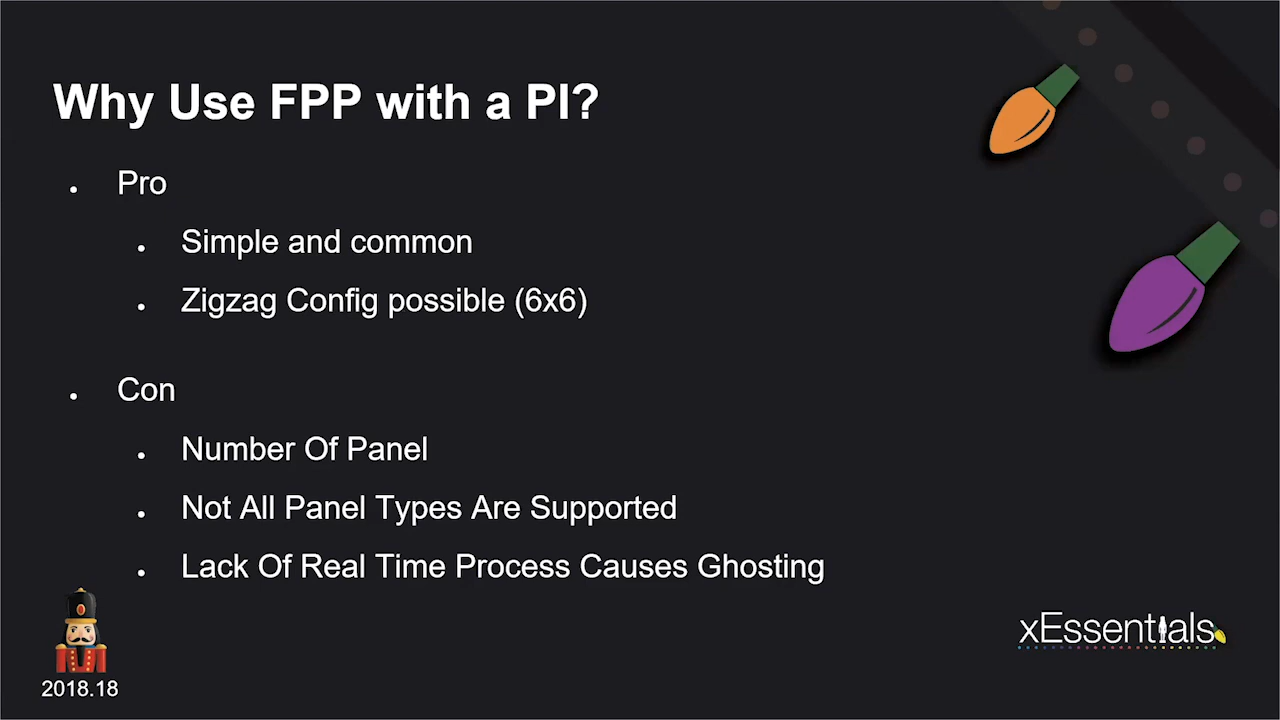 Why Use FPP with a PI?
Pro
Simple and common
Zigzag Config possible (6x6)
Con
Number Of Panel
Not All Panel Types Are Supported
Lack Of Real Time Process Causes Ghosting
xEssentials
2018.18